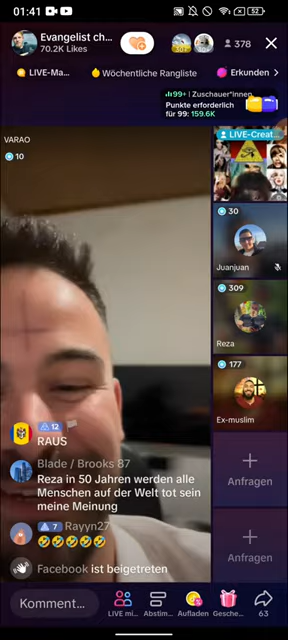 01:41
52
Evangelist ch...
70.2K Likes
378
LIVE-Ma...
Wöchentliche Rangliste
Erkunden
99+ | Zuschauer*innen
Punkte erforderlich
für 99: 159.6K
VARAO
10
LIVE-Creat...
30
Juanjuan
309
Reza
177
Ex-muslim
12
RAUS
Blade / Brooks 87
Reza in 50 Jahren werden alle
Menschen auf der Welt tot sein
meine Meinung
7 Rayyn27
Facebook ist beigetreten
Anfragen
Anfragen
Komment...
LIVE mi...
Abstim...
Aufladen
Gesche...
63